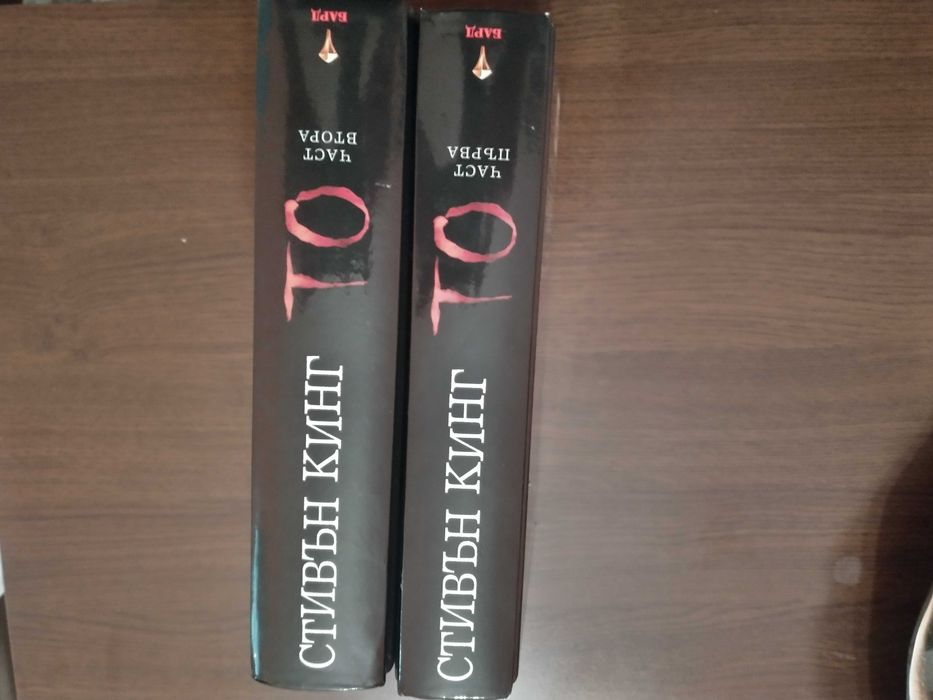 СТИВЪН КИНГ
ТО
ЧАСТ
ВТОРА
БАРД
СТИВЪН КИНГ
ТО
ЧАСТ
ПЪРВА
БАРД